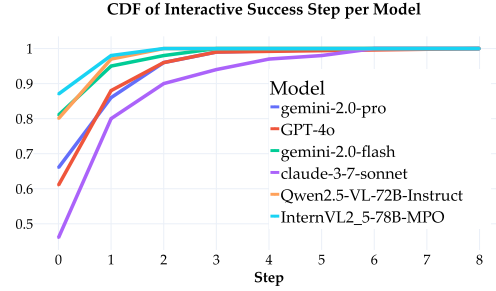 CDF of Interactive Success Step per Model
1
0.9
0.8
0.7
0.6
0.5
Model
gemini-2.0-pro
GPT-4o
gemini-2.0-flash
claude-3-7-sonnet
Qwen2.5-VL-72B-Instruct
InternVL2_5-78B-MPO
0 1 2 3 4 5 6 7 8
Step